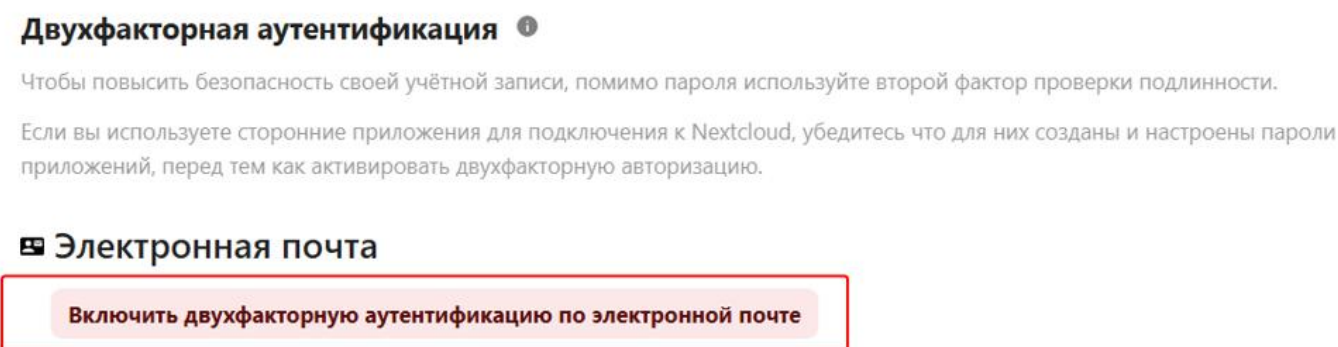 Двухфакторная аутентификация
Чтобы повысить безопасность своей учётной записи, помимо пароля используйте второй фактор проверки подлинности.
Если вы используете сторонние приложения для подключения к Nextcloud, убедитесь что для них созданы и настроены пароли
приложений, перед тем как активировать двухфакторную авторизацию.
Электронная почта
Включить двухфакторную аутентификацию по электронной почте